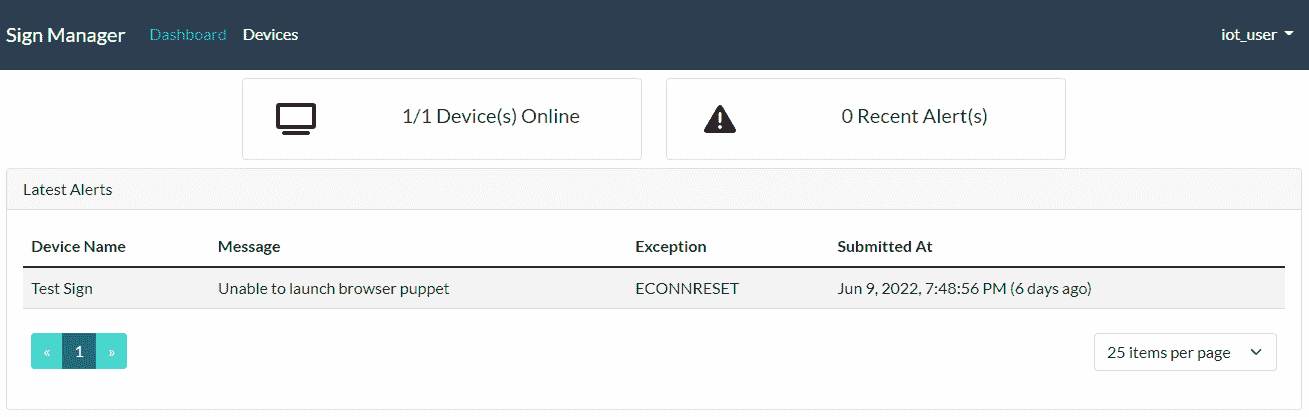 Sign Manager Dashboard Devices iot_user
1/1 Device(s) Online 0 Recent Alert(s)
Latest Alerts
Device Name Message Exception Submitted At
Test Sign Unable to launch browser puppet ECONNRESET Jun 9, 2022, 7:48:56 PM (6 days ago)
« 1 » 25 items per page